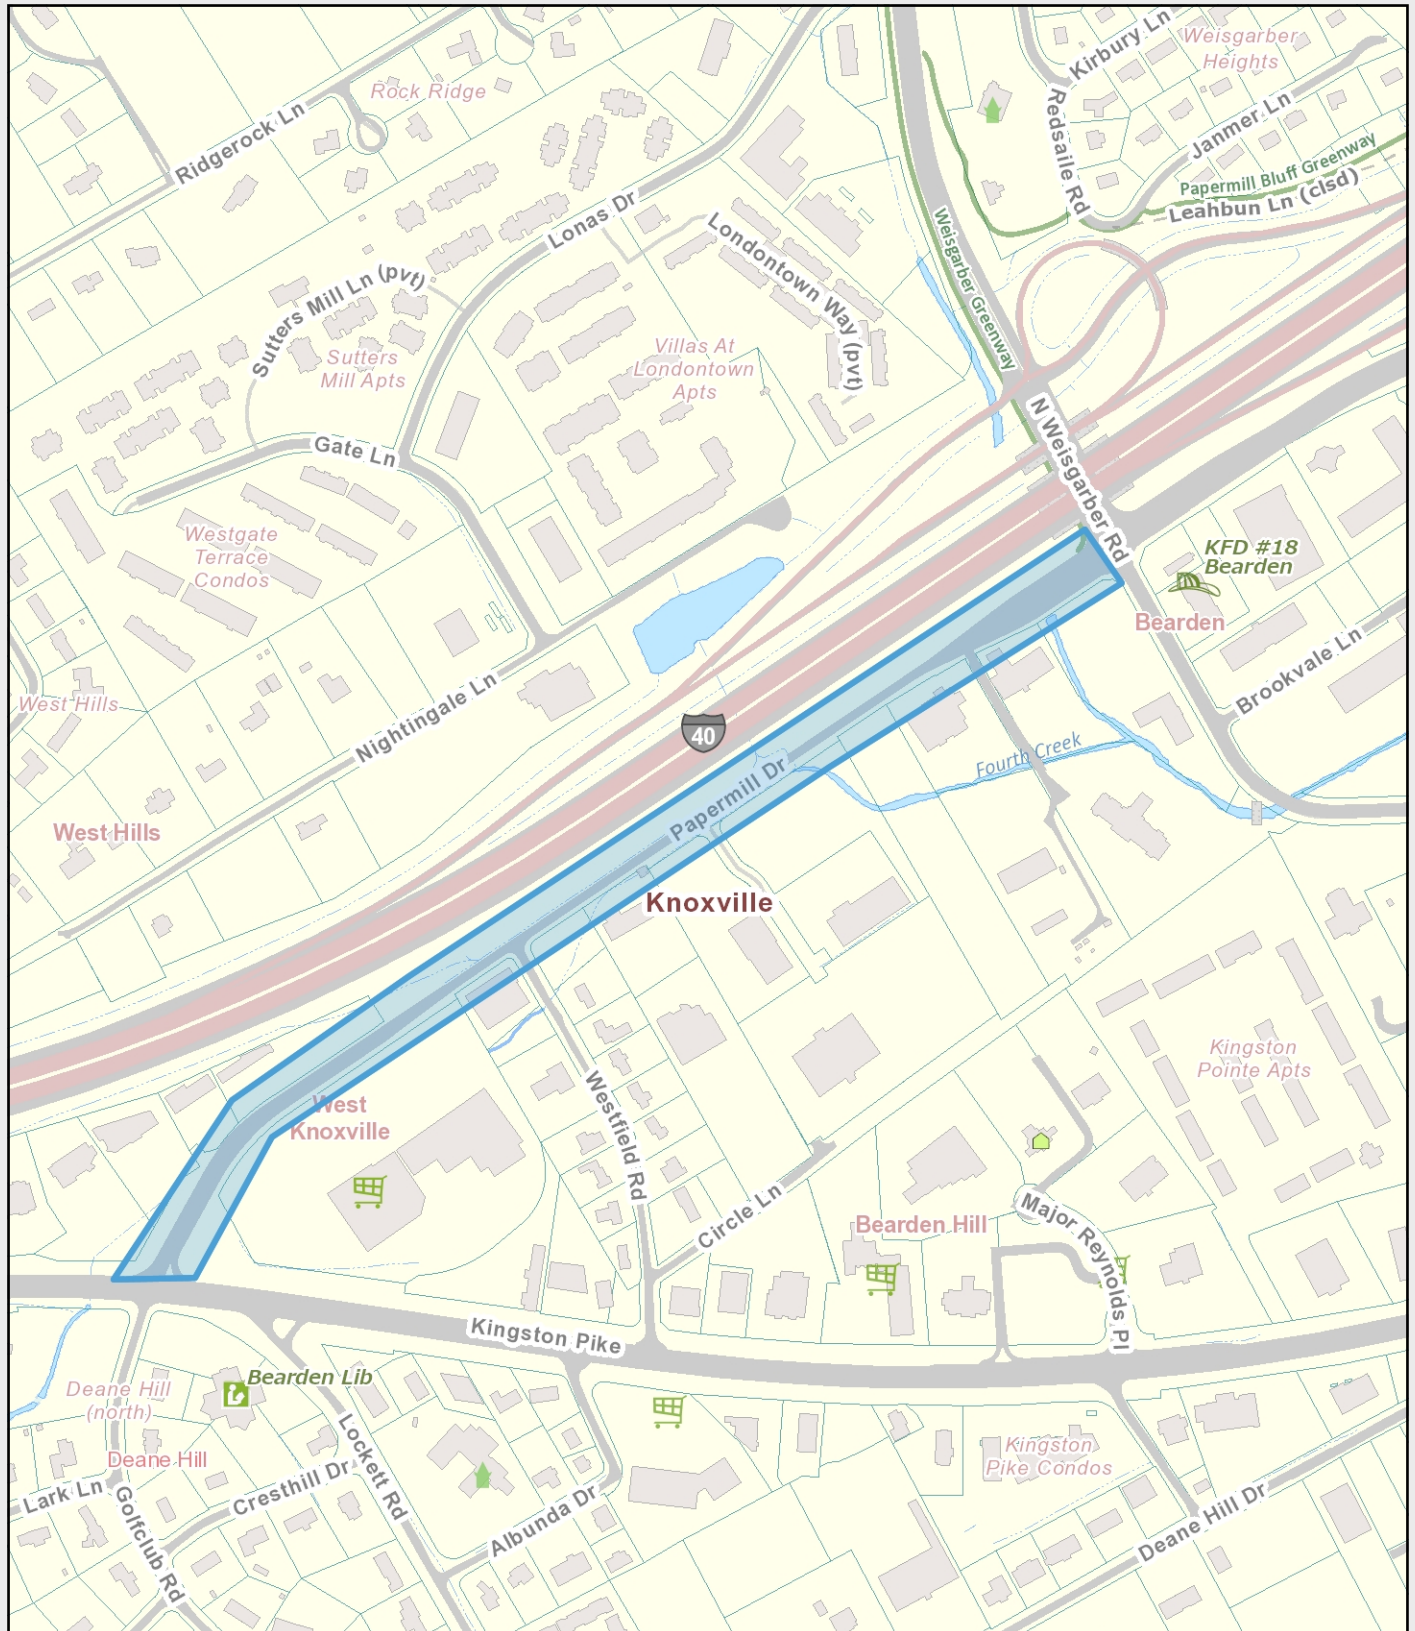 Kirbury Ln
Weisgarber
Heights
Rock Ridge
Redsaile Rd
Janmer Ln
Ridgerock Ln
Papermill Bluff Greenway
Leahbun Ln (clsd)
Lonas Dr
Londontown Way (pvt)
Weisgarber Greenway
Sutters Mill Ln (pvt)
Sutters
Mill Apts
Villas At
Londontown
Apts
N Weisgarber Rd
Gate Ln
Westgate
Terrace
Condos
KFD #18
Bearden
Bearden
Brookvale Ln
West Hills
Nightingale Ln
40
Fourth Creek
Papermill Dr
West Hills
Knoxville
Kingston
Pointe Apts
West
Knoxville
Westfield Rd
Circle Ln
Bearden Hill
Major Reynolds Pl
Kingston Pike
Bearden Lib
Deane Hill
(north)
Deane Hill
Lockett Rd
Kingston
Pike Condos
Lark Ln
Cresthill Dr
Golfclub Rd
Albunda Dr
Deane Hill Dr